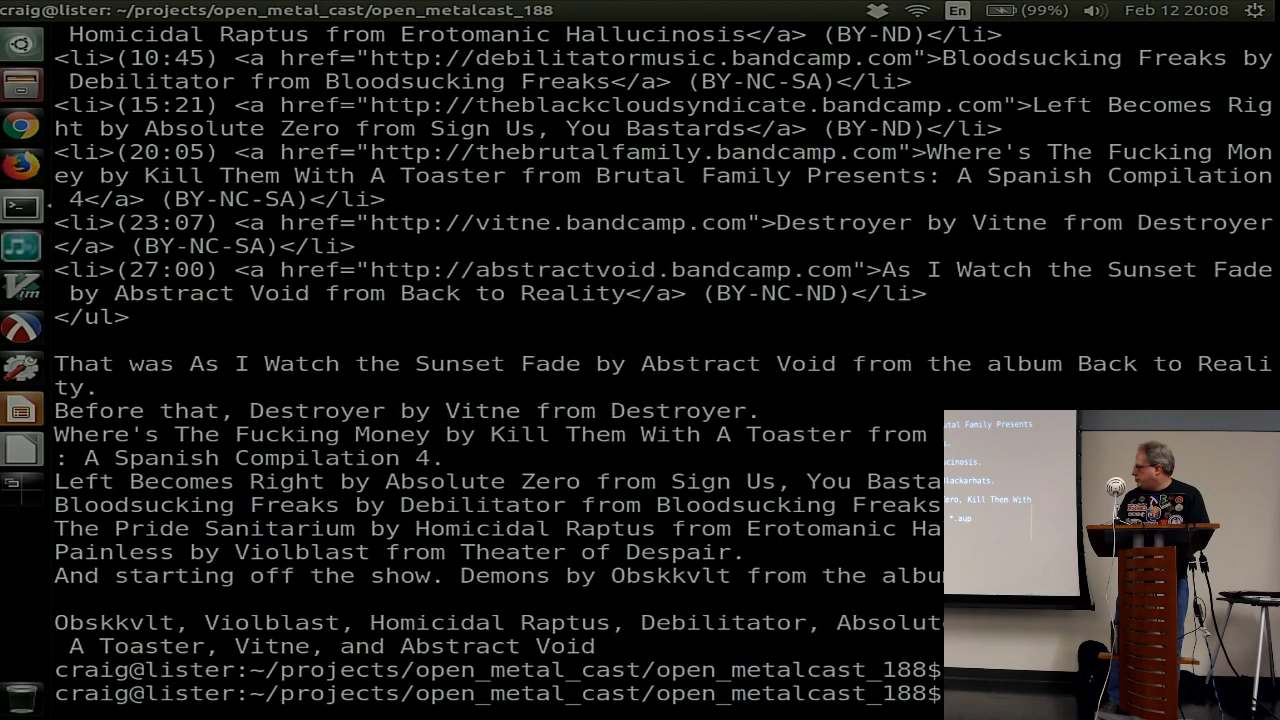 craig@lister: ~/projects/open_metal_cast/open_metalcast_188
En
(99%)
Feb 12 20:08
Homicidal Raptus from Erotomanic Hallucinosis</a> (BY-ND)</li>
<li>(10:45) <a href="http://debilitatormusic.bandcamp.com">Bloodsucking Freaks by
Debilitator from Bloodsucking Freaks</a> (BY-NC-SA)</li>
<li>(15:21) <a href="http://theblackcloudsyndicate.bandcamp.com">Left Becomes Rig
ht by Absolute Zero from Sign Us, You Bastards</a> (BY-ND)</li>
<li>(20:05) <a href="http://thebrutalfamily.bandcamp.com">Where's The Fucking Mon
ey by Kill Them With A Toaster from Brutal Family Presents: A Spanish Compilation
4</a> (BY-NC-SA)</li>
<li>(23:07) <a href="http://vitne.bandcamp.com">Destroyer by Vitne from Destroyer
</a> (BY-NC-SA)</li>
<li>(27:00) <a href="http://abstractvoid.bandcamp.com">As I Watch the Sunset Fade
by Abstract Void from Back to Reality</a> (BY-NC-ND)</li>
</ul>
That was As I Watch the Sunset Fade by Abstract Void from the album Back to Reali
ty.
Before that, Destroyer by Vitne from Destroyer.
Where's The Fucking Money by Kill Them With A Toaster from
: A Spanish Compilation 4.
Left Becomes Right by Absolute Zero from Sign Us, You Basta
Bloodsucking Freaks by Debilitator from Bloodsucking Freaks
The Pride Sanitarium by Homicidal Raptus from Erotomanic Ha
Painless by Violblast from Theater of Despair.
And starting off the show. Demons by Obskkvlt from the albu
Obskkvlt, Violblast, Homicidal Raptus, Debilitator, Absolut
A Toaster, Vitne, and Abstract Void
craig@lister:~/projects/open_metal_cast/open_metalcast_188$
craig@lister:~/projects/open_metal_cast/open_metalcast_188$
utal Family Presents
s.
ucinosis.
lackarhats.
Zero, Kill Them With
*.aup